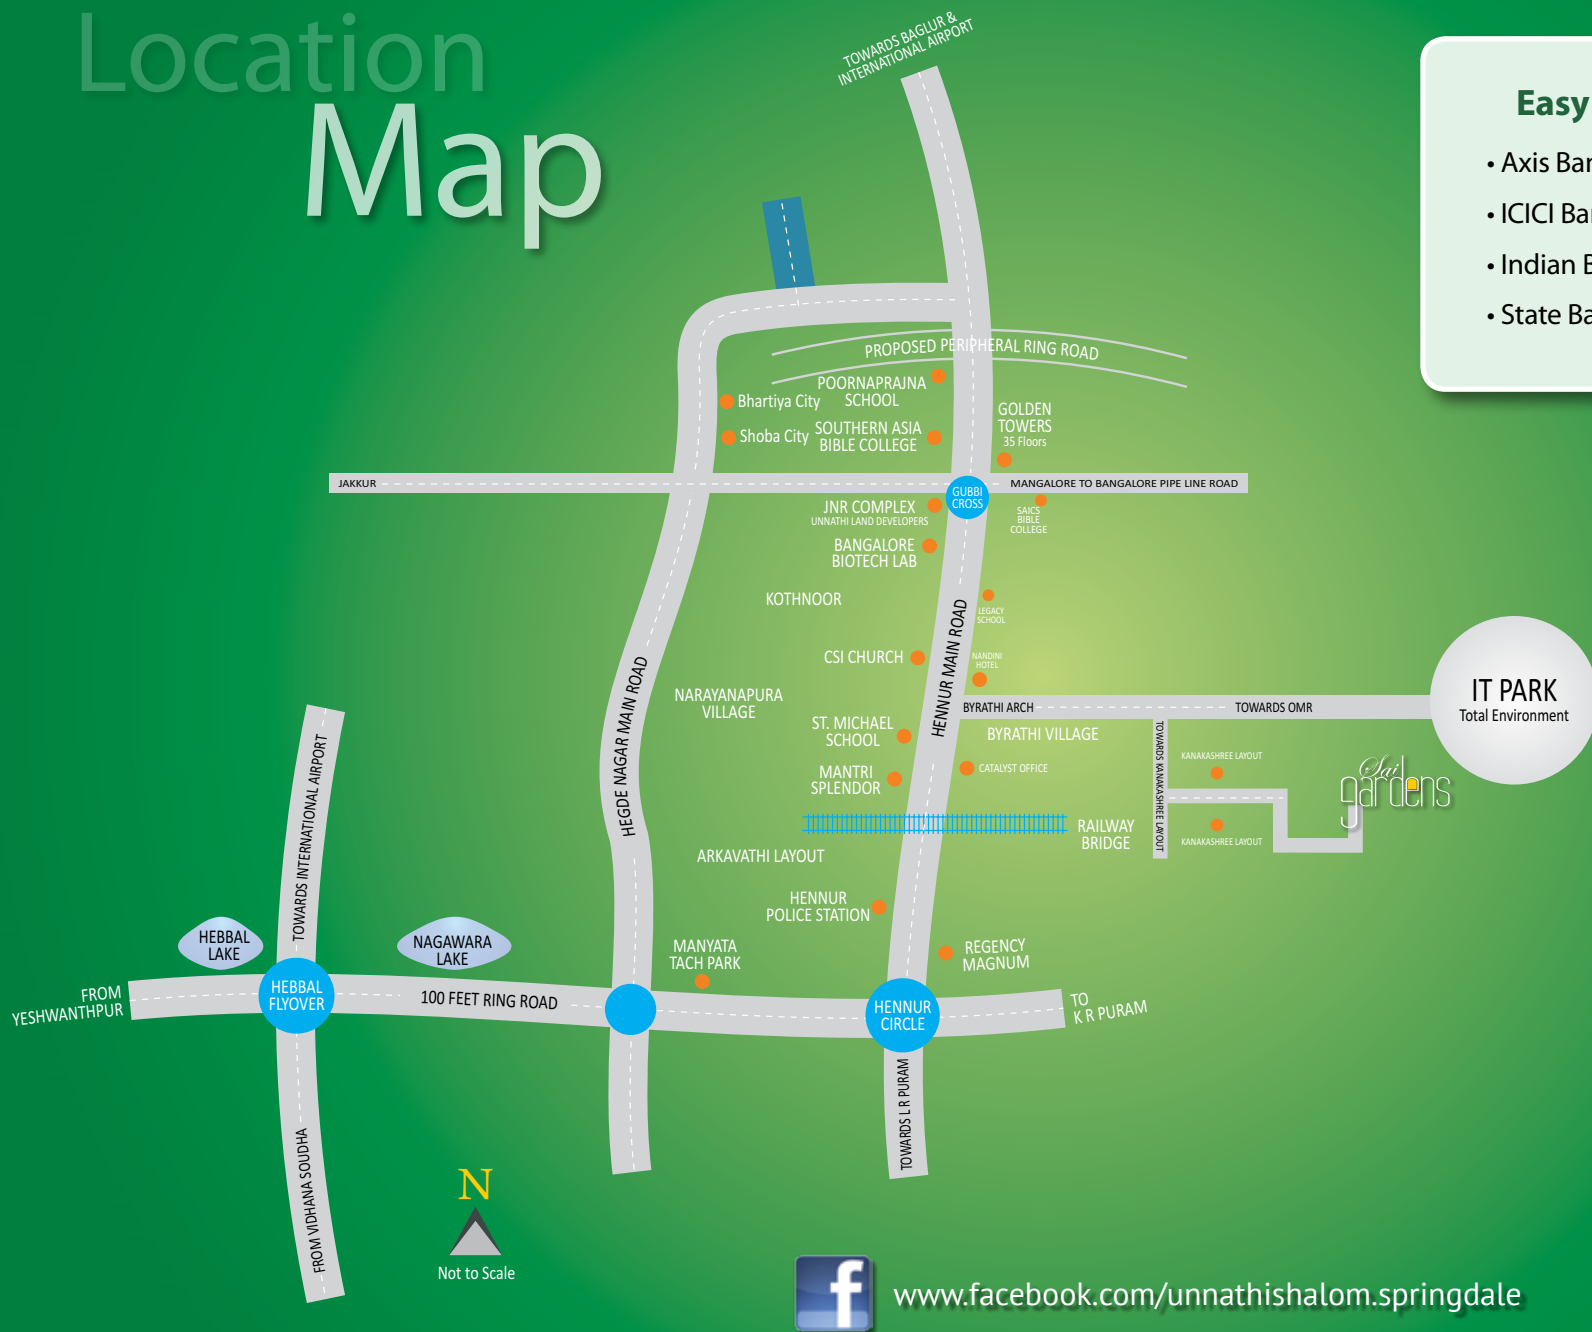 Location
Map
TOWARDS BAGLUR &
INTERNATIONAL AIRPORT
Easy
• Axis Ban
• ICICI Ba
• Indian B
• State Ba
PROPOSED PERIPHERAL RING ROAD
POORNAPRAJNA
SCHOOL
Bhartiya City
Shoba City
SOUTHERN ASIA
BIBLE COLLEGE
GOLDEN
TOWERS
35 Floors
JAKKUR
GUBBI
CROSS
MANGALORE TO BANGALORE PIPE LINE ROAD
JNR COMPLEX
UNNATHI LAND DEVELOPERS
SAICS
BIBLE
COLLEGE
BANGALORE
BIOTECH LAB
KOTHNOOR
LEGACY
SCHOOL
HENNUR MAIN ROAD
CSI CHURCH
NANDINI
HOTEL
HEGDE NAGAR MAIN ROAD
NARAYANAPURA
VILLAGE
BYRATHI ARCH
TOWARDS OMR
IT PARK
Total Environment
ST. MICHAEL
SCHOOL
BYRATHI VILLAGE
TOWARDS KANAKASHREE LAYOUT
KANAKASHREE LAYOUT
MANTRI
SPLENDOR
CATALYST OFFICE
Sai
gardens
RAILWAY
BRIDGE
KANAKASHREE LAYOUT
ARKAVATHI LAYOUT
TOWARDS INTERNATIONAL AIRPORT
HENNUR
POLICE STATION
HEBBAL
LAKE
NAGAWARA
LAKE
MANYATA
TACH PARK
REGENCY
MAGNUM
FROM
YESHWANTHPUR
HEBBAL
FLYOVER
100 FEET RING ROAD
HENNUR
CIRCLE
TO
K R PURAM
TOWARDS L R PURAM
FROM VIDHANA SOUDHA
N
Not to Scale
f
www.facebook.com/unnathishalom.springdale